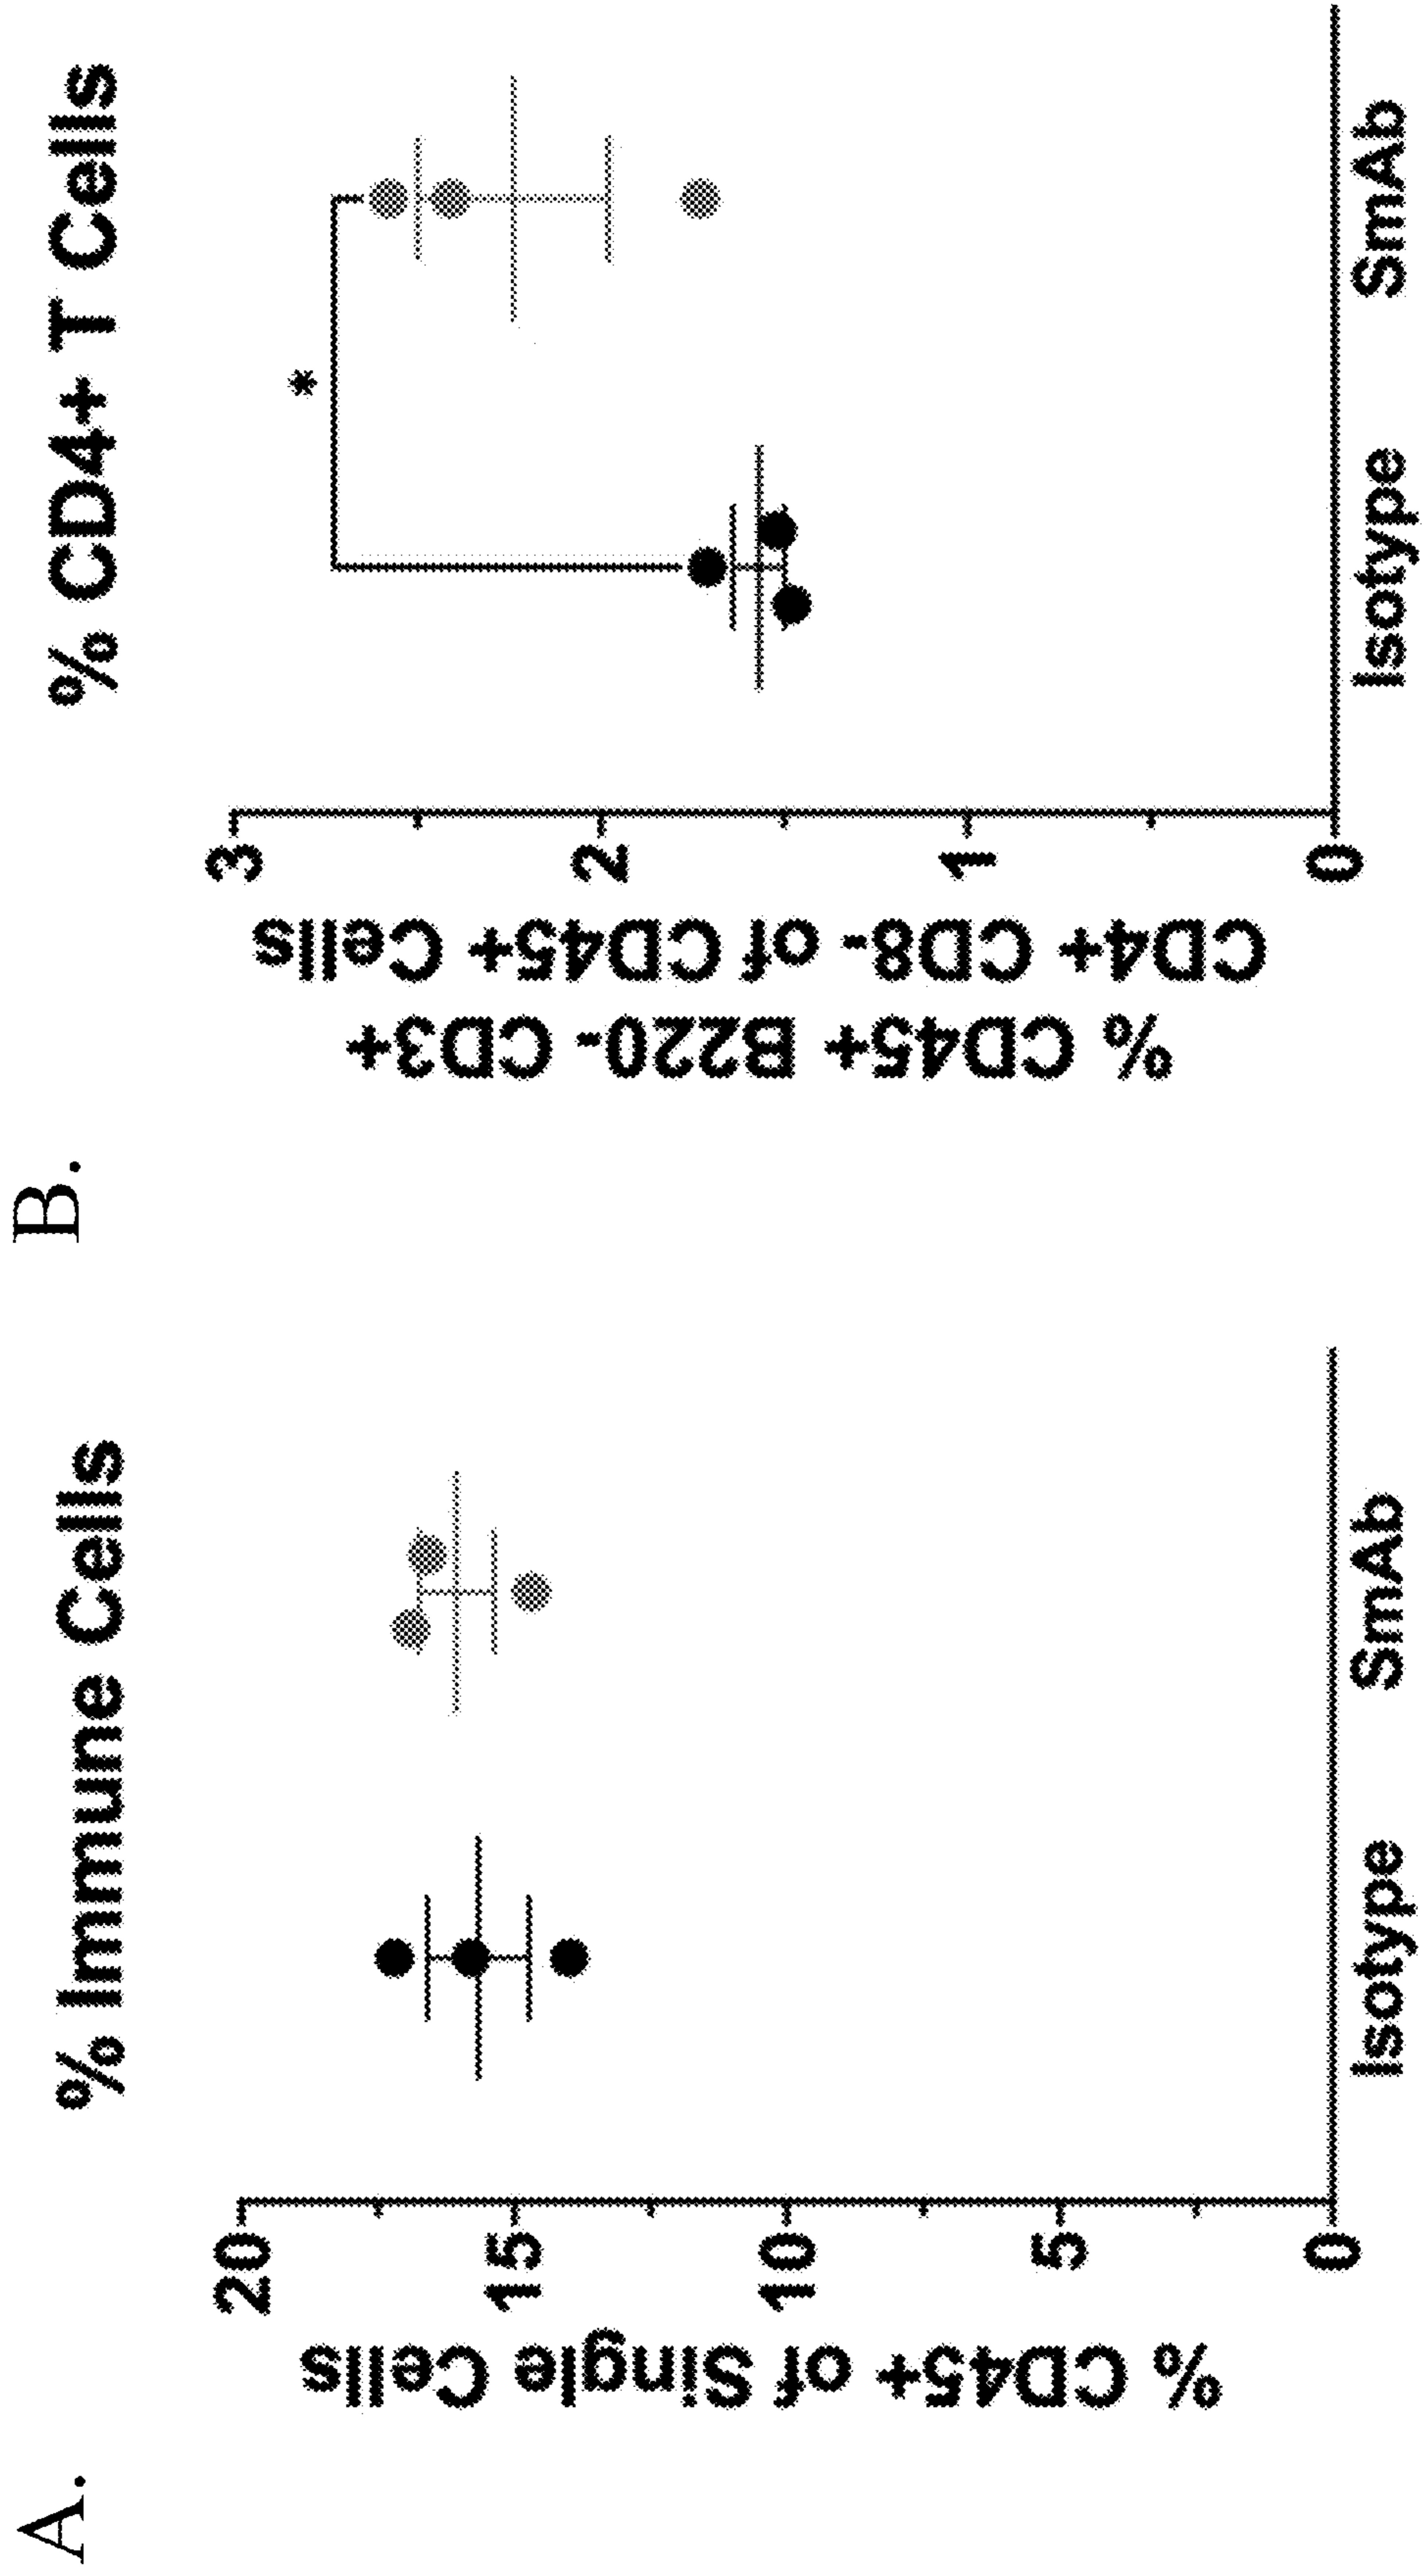 A.
% Immune Cells
% CD45+ of Single Cells
20
15
10
5
0
Isotype
SmAb
B.
% CD4+ T Cells
*
% CD45+ B220- CD3+
CD4+ CD8- of CD45+ Cells
3
2
1
0
Isotype
SmAb